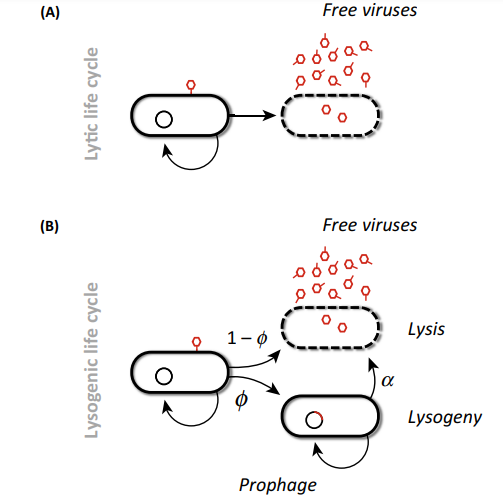 (A)
Free viruses
Lytic life cycle
(B)
Free viruses
Lysogenic life cycle
1 − ϕ
Lysis
ϕ
α
Lysogeny
Prophage